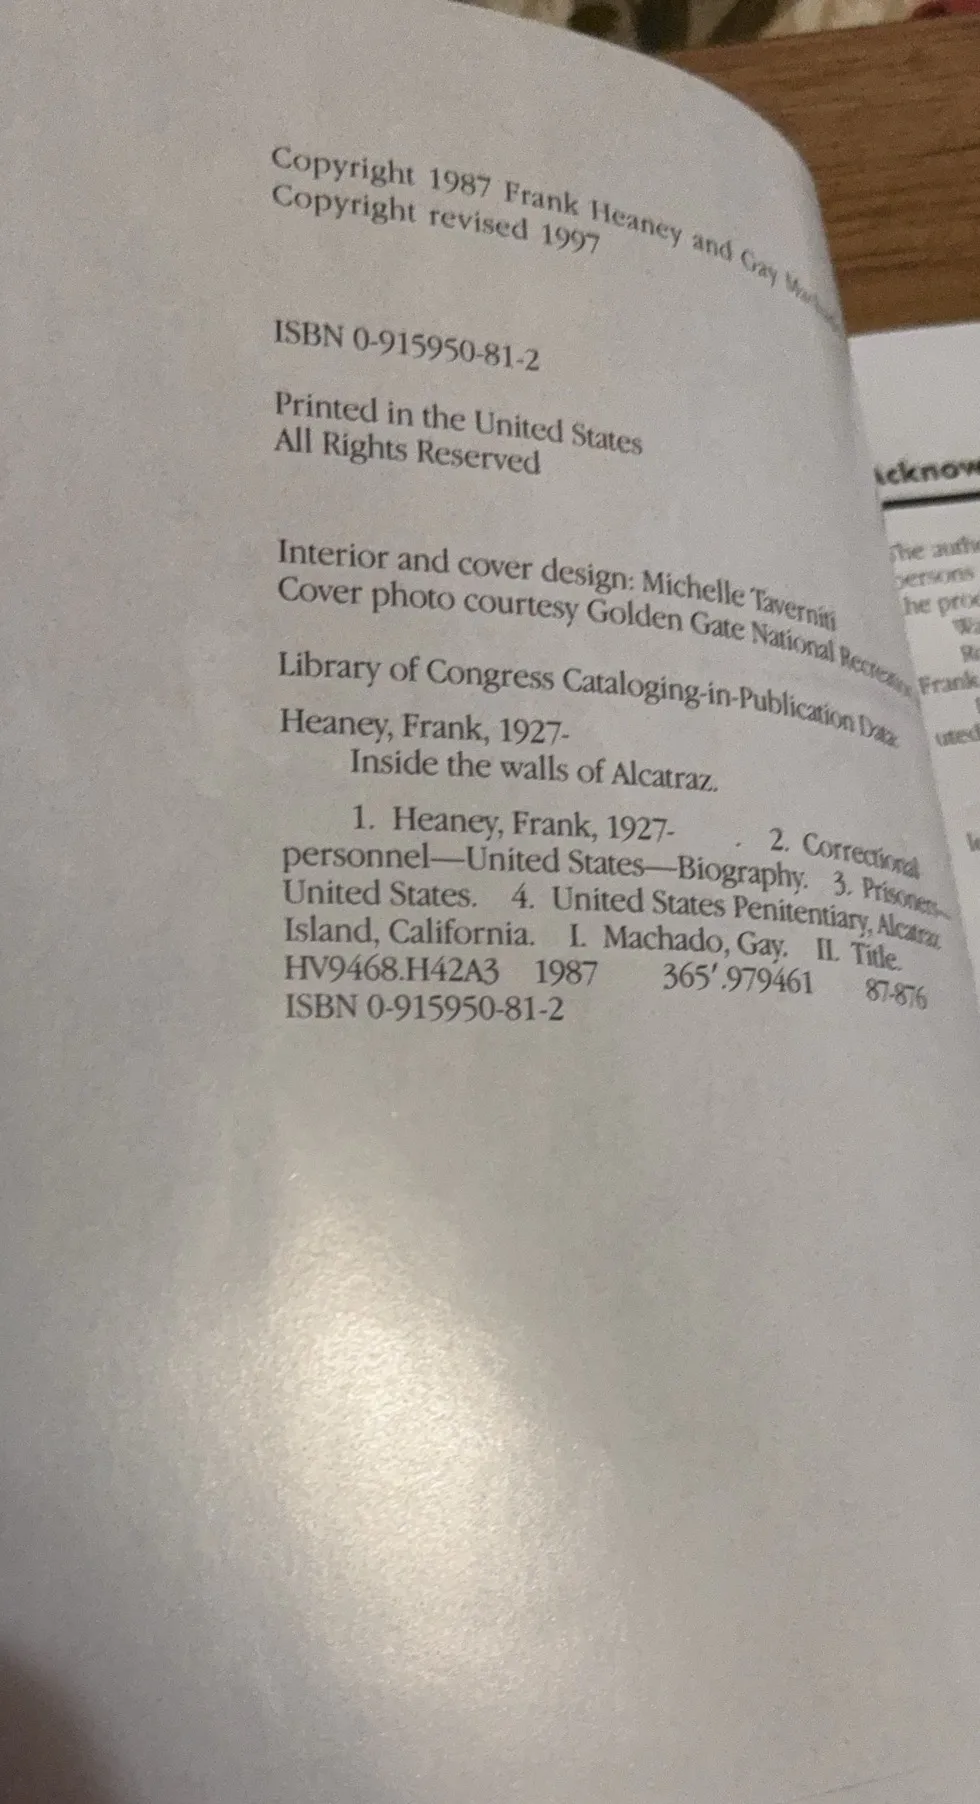 Copyright 1987 Frank Heaney and Gay
Copyright revised 1997
ISBN 0-915950-81-2
Printed in the United States
All Rights Reserved
Interior and cover design: Michelle Taverniti
Cover photo courtesy Golden Gate National
Library of Congress Cataloging-in-Publication Data
Heaney, Frank, 1927-
Inside the walls of Alcatraz.
1. Heaney, Frank, 1927- . 2. Correctional
personnel—United States—Biography. 3. Prisoners—
United States. 4. United States Penitentiary, Alcatraz
Island, California. I. Machado, Gay. II. Title.
HV9468.H42A3 1987 365'.979461 87-876
ISBN 0-915950-81-2
persons
Frank